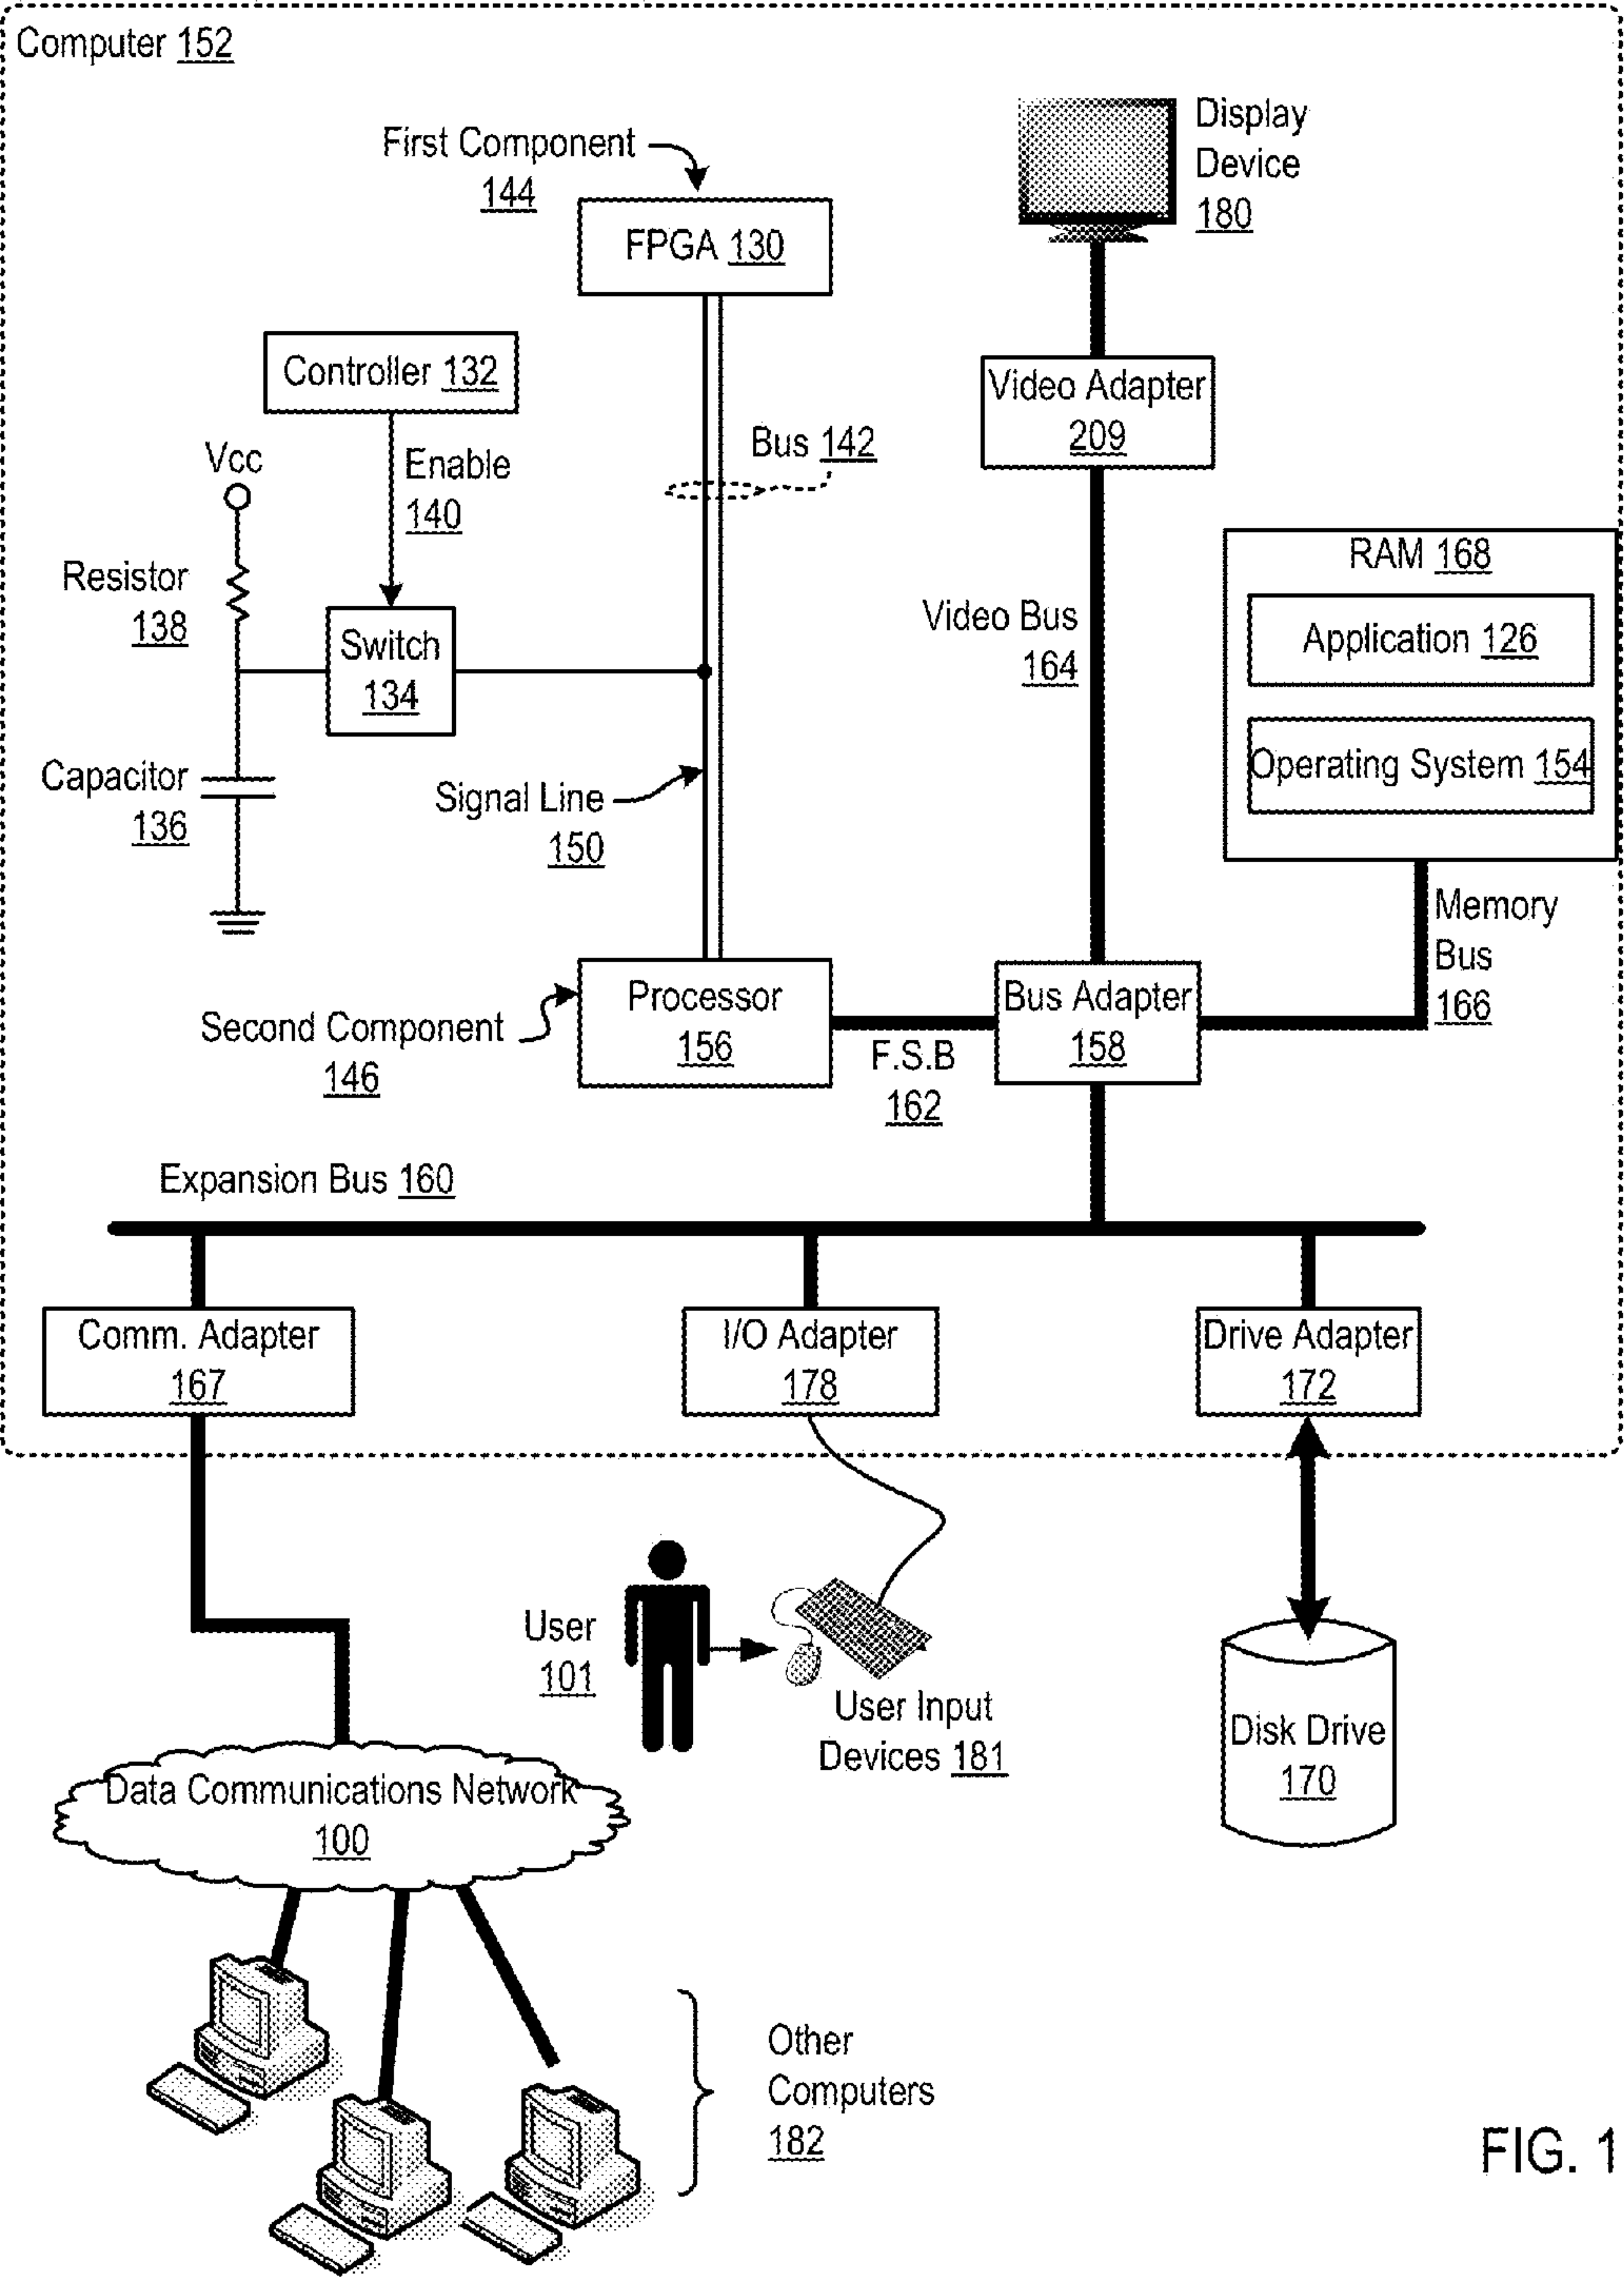 Computer 152
First Component
144
FPGA 130
Display
Device
180
Controller 132
Video Adapter
209
Vcc
Enable
140
Bus 142
Resistor
138
Switch
134
Video Bus
164
RAM 168
Application 126
Operating System 154
Capacitor
136
Signal Line
150
Memory
Bus
166
Second Component
146
Processor
156
F.S.B
162
Bus Adapter
158
Expansion Bus 160
Comm. Adapter
167
I/O Adapter
178
Drive Adapter
172
User
101
User Input
Devices 181
Disk Drive
170
Data Communications Network
100
Other
Computers
182
FIG. 1